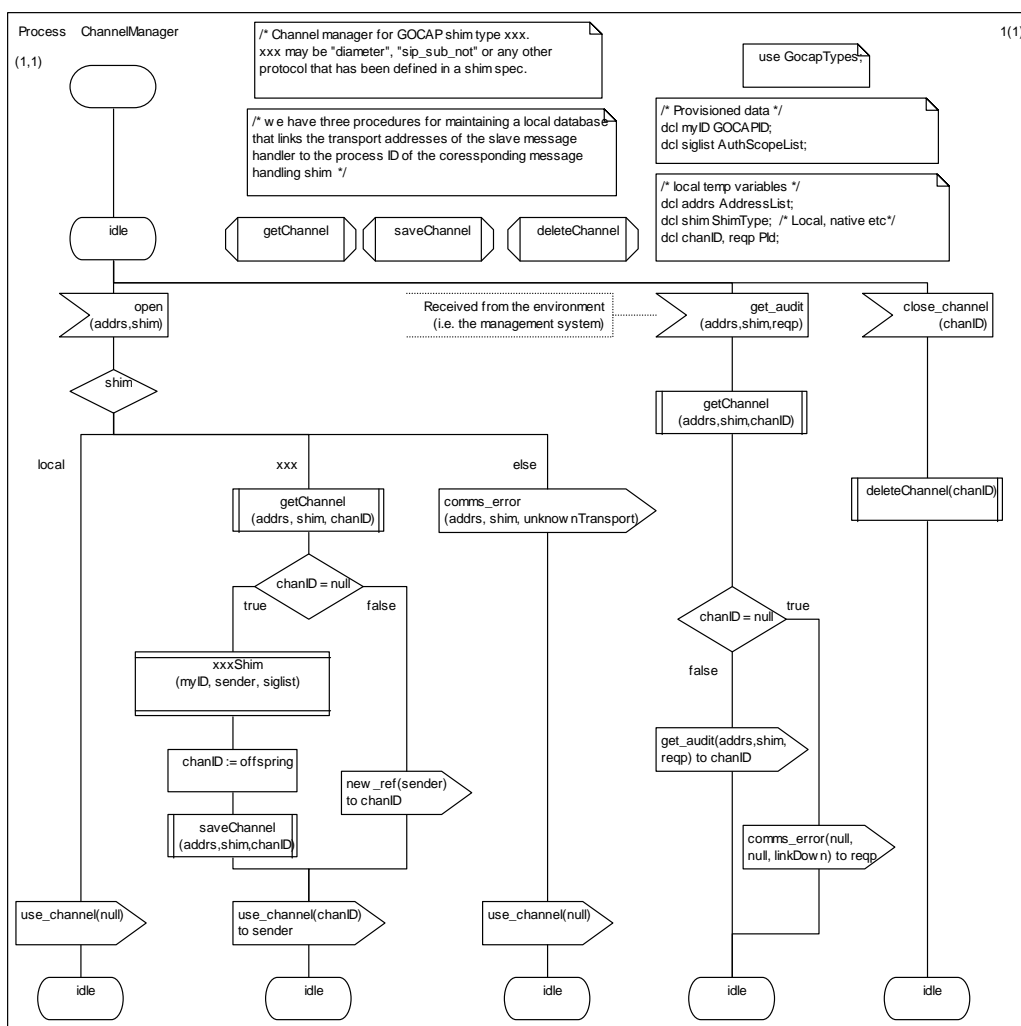 Process ChannelManager
1(1)
(1,1)
/* Channel manager for GOCAP shim type xxx.
xxx may be "diameter", "sip_sub_not" or any other
protocol that has been defined in a shim spec.
use GocapTypes;
/* we have three procedures for maintaining a local database
that links the transport addresses of the slave message
handler to the process ID of the coressponding message
handling shim */
/* Provisioned data */
dcl myID GOCAPID;
dcl siglist AuthScopeList;
/* local temp variables */
dcl addrs AddressList;
dcl shim ShimType; /* Local, native etc*/
dcl chanID, reqp PId;
idle
getChannel
saveChannel
deleteChannel
open
(addrs,shim)
Received from the environment
(i.e. the management system)
get_audit
(addrs,shim,reqp)
close_channel
(chanID)
shim
getChannel
(addrs,shim,chanID)
local
xxx
else
getChannel
(addrs, shim, chanID)
comms_error
(addrs, shim, unknownTransport)
deleteChannel(chanID)
chanID = null
true
false
chanID = null
true
false
xxxShim
(myID, sender, siglist)
chanID := offspring
get_audit(addrs,shim,
reqp) to chanID
new_ref(sender)
to chanID
saveChannel
(addrs,shim,chanID)
comms_error(null,
null, linkDown) to reqp
use_channel(null)
use_channel(chanID)
to sender
use_channel(null)
idle
idle
idle
idle
idle